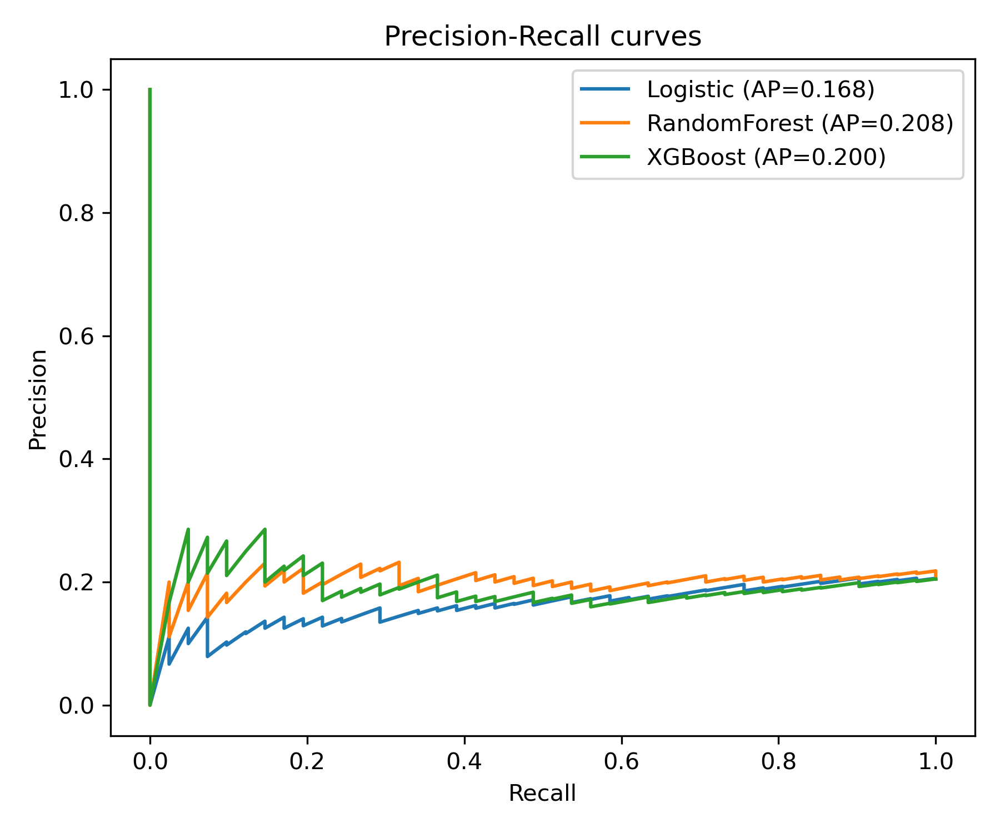 Precision-Recall curves
Logistic (AP=0.168)
RandomForest (AP=0.208)
XGBoost (AP=0.200)
1.0
0.8
0.6
0.4
0.2
0.0
Precision
0.0 0.2 0.4 0.6 0.8 1.0
Recall